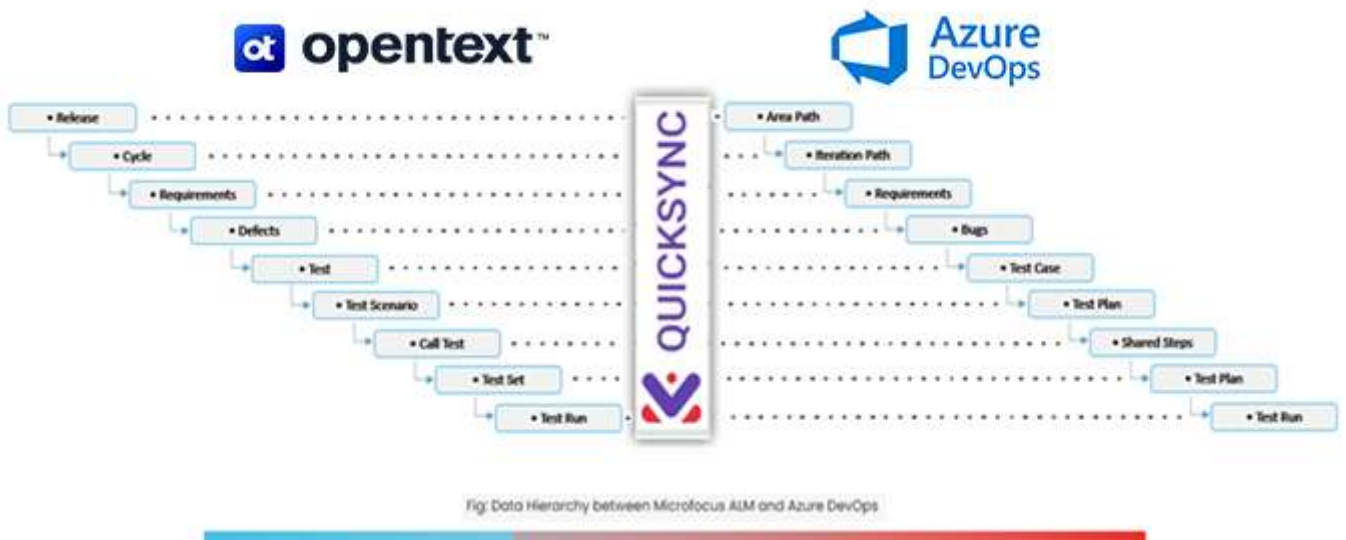 ot opentext™
Azure
DevOps
• Release
• Area Path
• Cycle
• Iteration Path
• Requirements
• Requirements
• Defects
• Bugs
• Test
• Test Case
• Test Scenario
• Test Plan
• Call Test
• Shared Steps
• Test Set
• Test Plan
• Test Run
• Test Run
QUICKSYNC
Fig: Data Hierarchy between Microfocus ALM and Azure DevOps